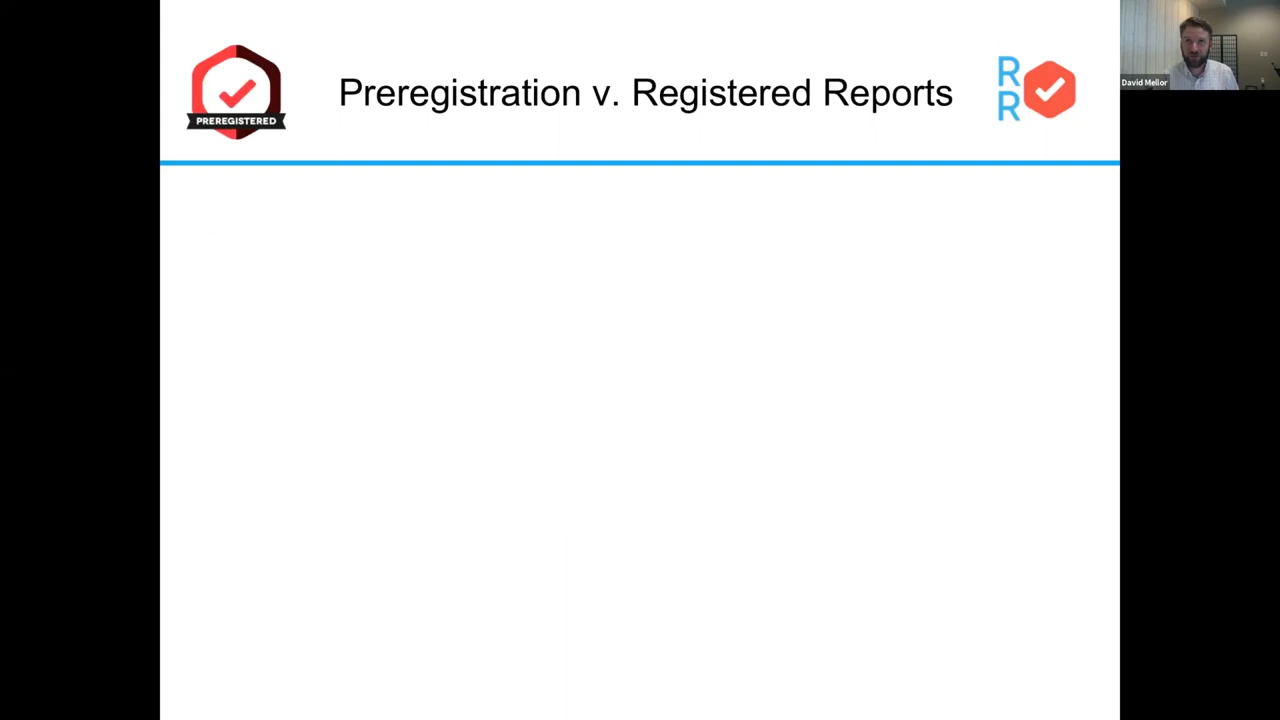 Preregistration v. Registered Reports
PREREGISTERED
R
R
David Mellor